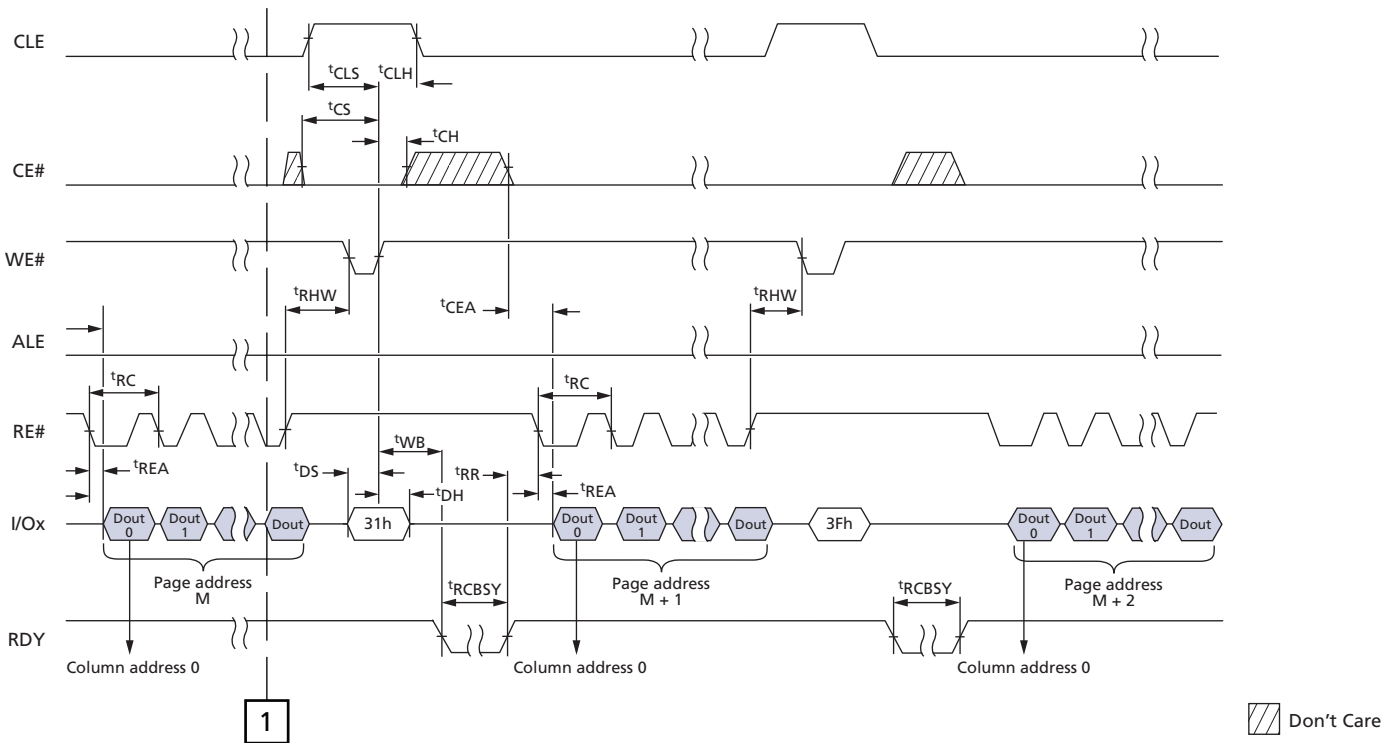 CLE
tCLS tCLH
tCS
tCH
CE#
WE#
tRHW tCEA tRHW
ALE
tRC tRC
RE#
tWB
tREA tDS tRR
tDH tREA
I/Ox Dout 0 Dout 1 Dout 31h Dout 0 Dout 1 Dout 3Fh Dout 0 Dout 1 Dout
Page address M
Page address M + 1
Page address M + 2
tRCBSY tRCBSY
RDY
Column address 0 Column address 0 Column address 0
1
Don't Care